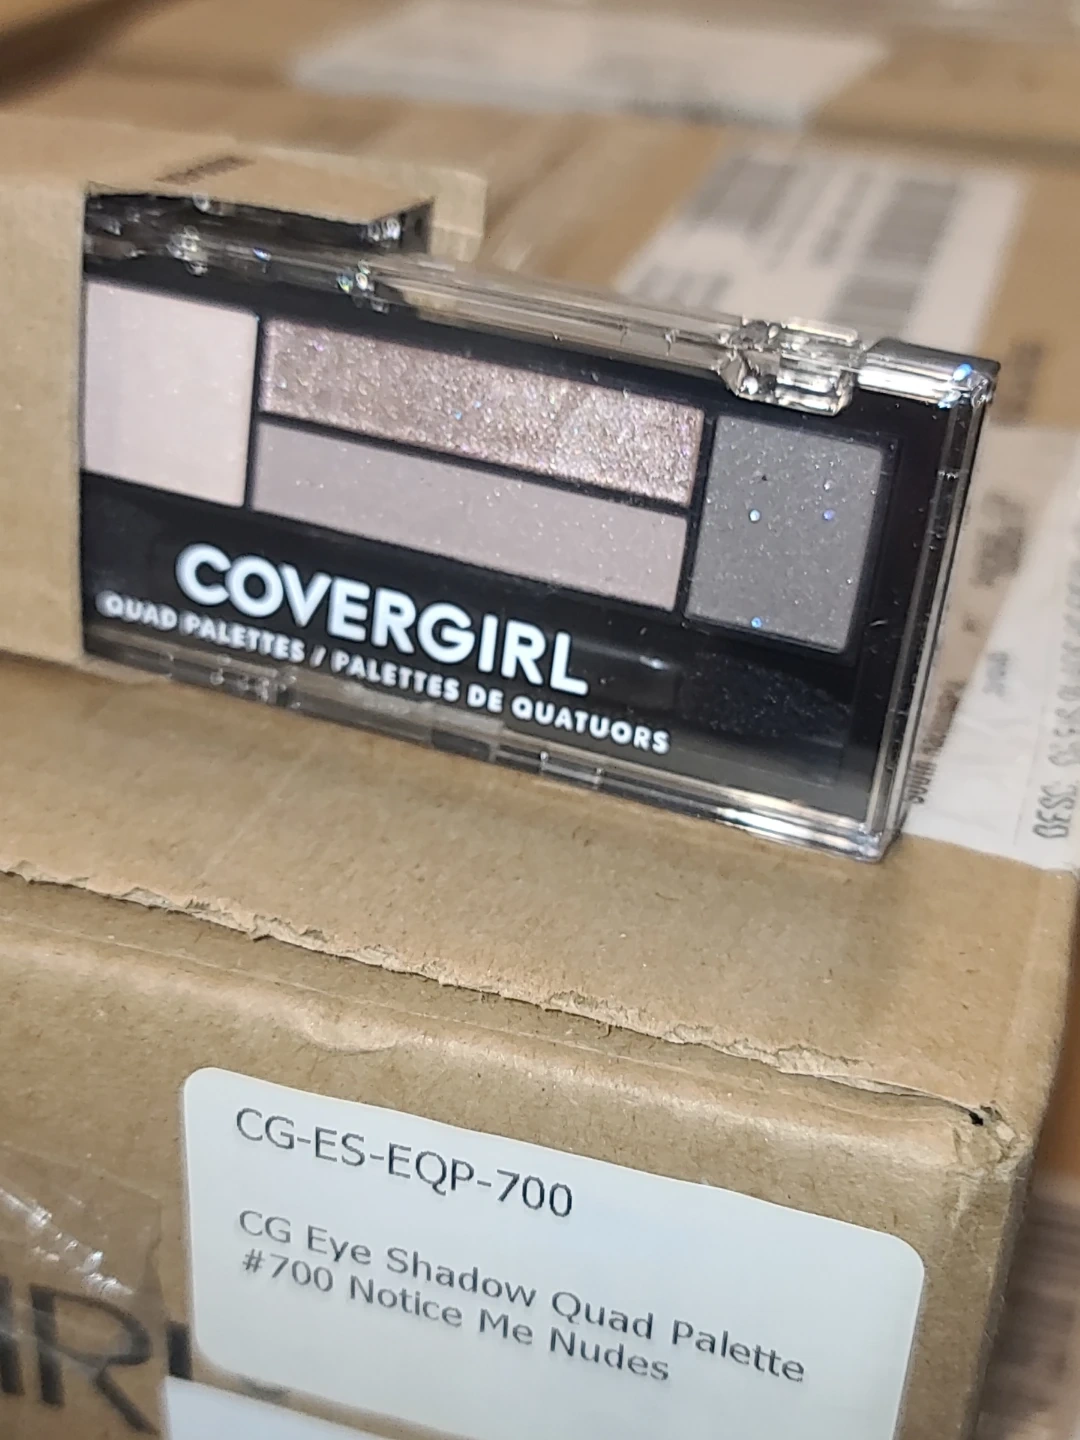 COVERGIRL
QUAD PALETTES / PALETTES DE QUATUORS
DESC.
CG-ES-EQP-700
CG Eye Shadow Quad Palette
#700 Notice Me Nudes